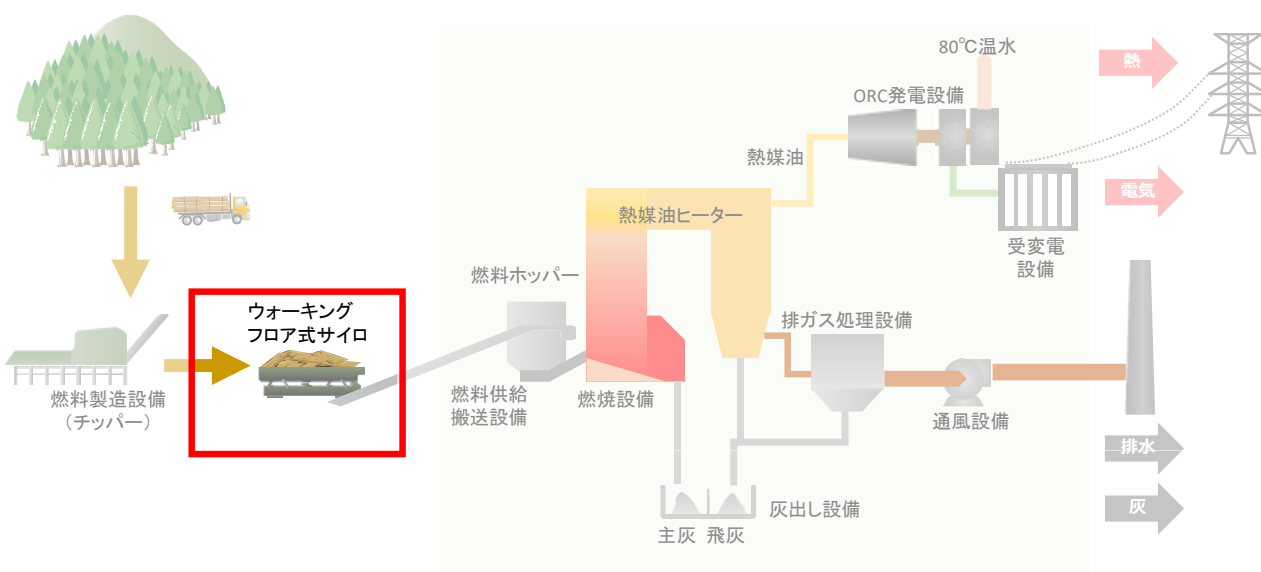 80℃温水
熱
ORC発電設備
熱媒油
電気
熱媒油ヒーター
受変電
設備
燃料ホッパー
ウォーキング
フロア式サイロ
排ガス処理設備
燃料製造設備
（チッパー）
燃料供給
搬送設備
燃焼設備
通風設備
排水
灰
灰出し設備
主灰 飛灰